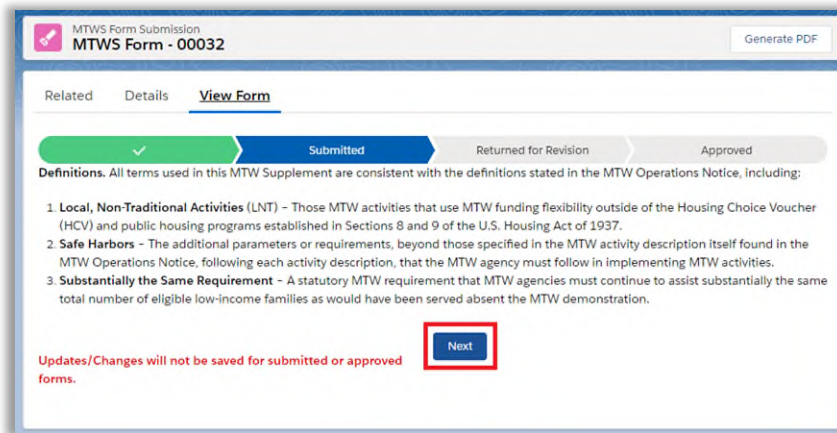 MTWS Form Submission
MTWS Form - 00032
Generate PDF
Related Details View Form
Submitted Returned for Revision Approved
Definitions. All terms used in this MTW Supplement are consistent with the definitions stated in the MTW Operations Notice, including:
1. Local, Non-Traditional Activities (LNT) – Those MTW activities that use MTW funding flexibility outside of the Housing Choice Voucher
(HCV) and public housing programs established in Sections 8 and 9 of the U.S. Housing Act of 1937.
2. Safe Harbors – The additional parameters or requirements, beyond those specified in the MTW activity description itself found in the
MTW Operations Notice, following each activity description, that the MTW agency must follow in implementing MTW activities.
3. Substantially the Same Requirement – A statutory MTW requirement that MTW agencies must continue to assist substantially the same
total number of eligible low-income families as would have been served absent the MTW demonstration.
Next
Updates/Changes will not be saved for submitted or approved
forms.